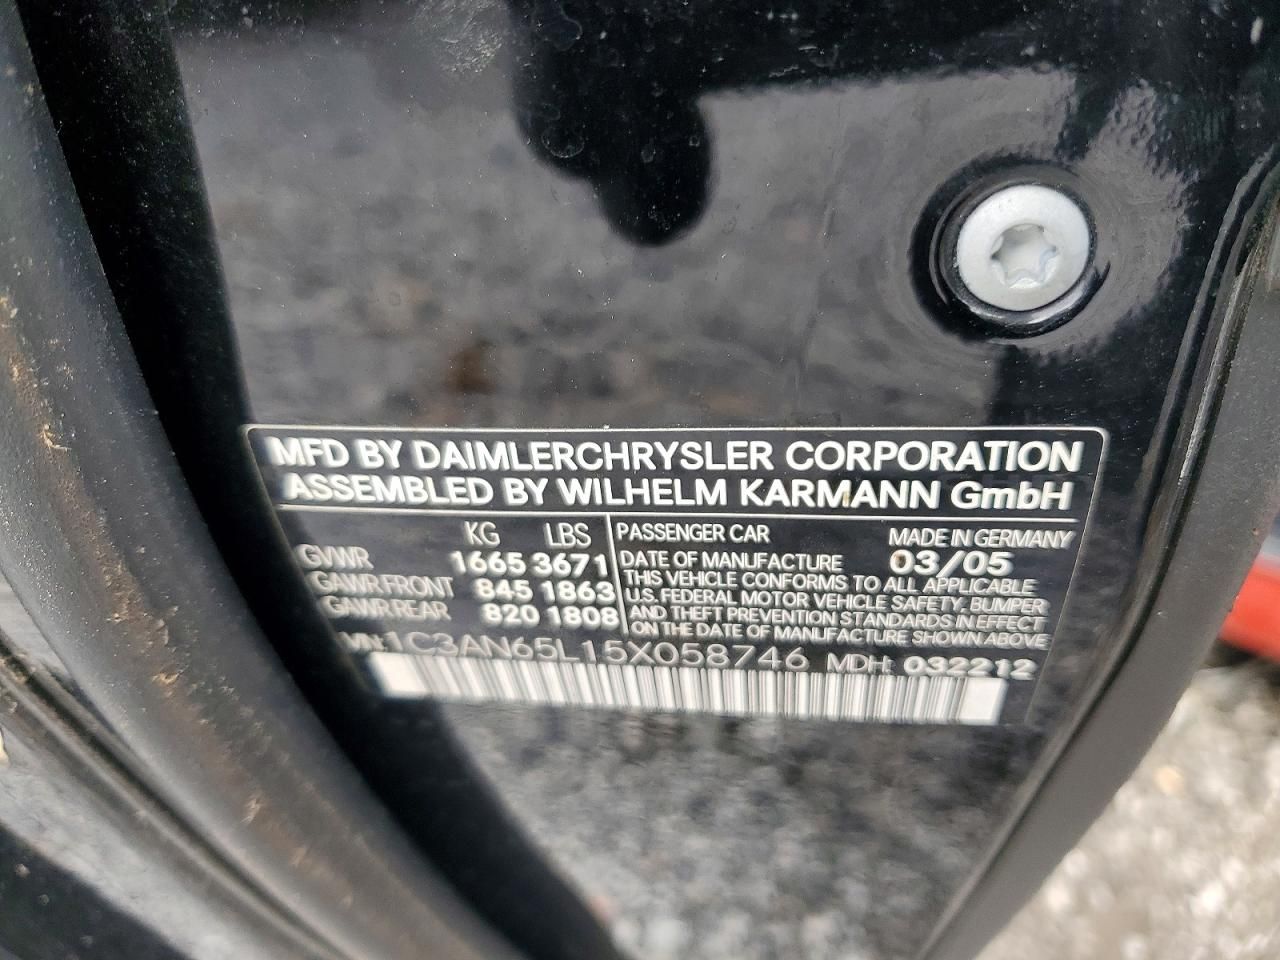 MFD BY DAIMLERCHRYSLER CORPORATION
ASSEMBLED BY WILHELM KARMANN GmbH
KG LBS
GVWR 1665 3671
GAWR FRONT 845 1863
GAWR REAR 820 1808
PASSENGER CAR MADE IN GERMANY
DATE OF MANUFACTURE 03/05
THIS VEHICLE CONFORMS TO ALL APPLICABLE
U.S. FEDERAL MOTOR VEHICLE SAFETY, BUMPER
AND THEFT PREVENTION STANDARDS IN EFFECT
ON THE DATE OF MANUFACTURE SHOWN ABOVE
VIN: 1C3AN65L15X058746 MDH: 032212